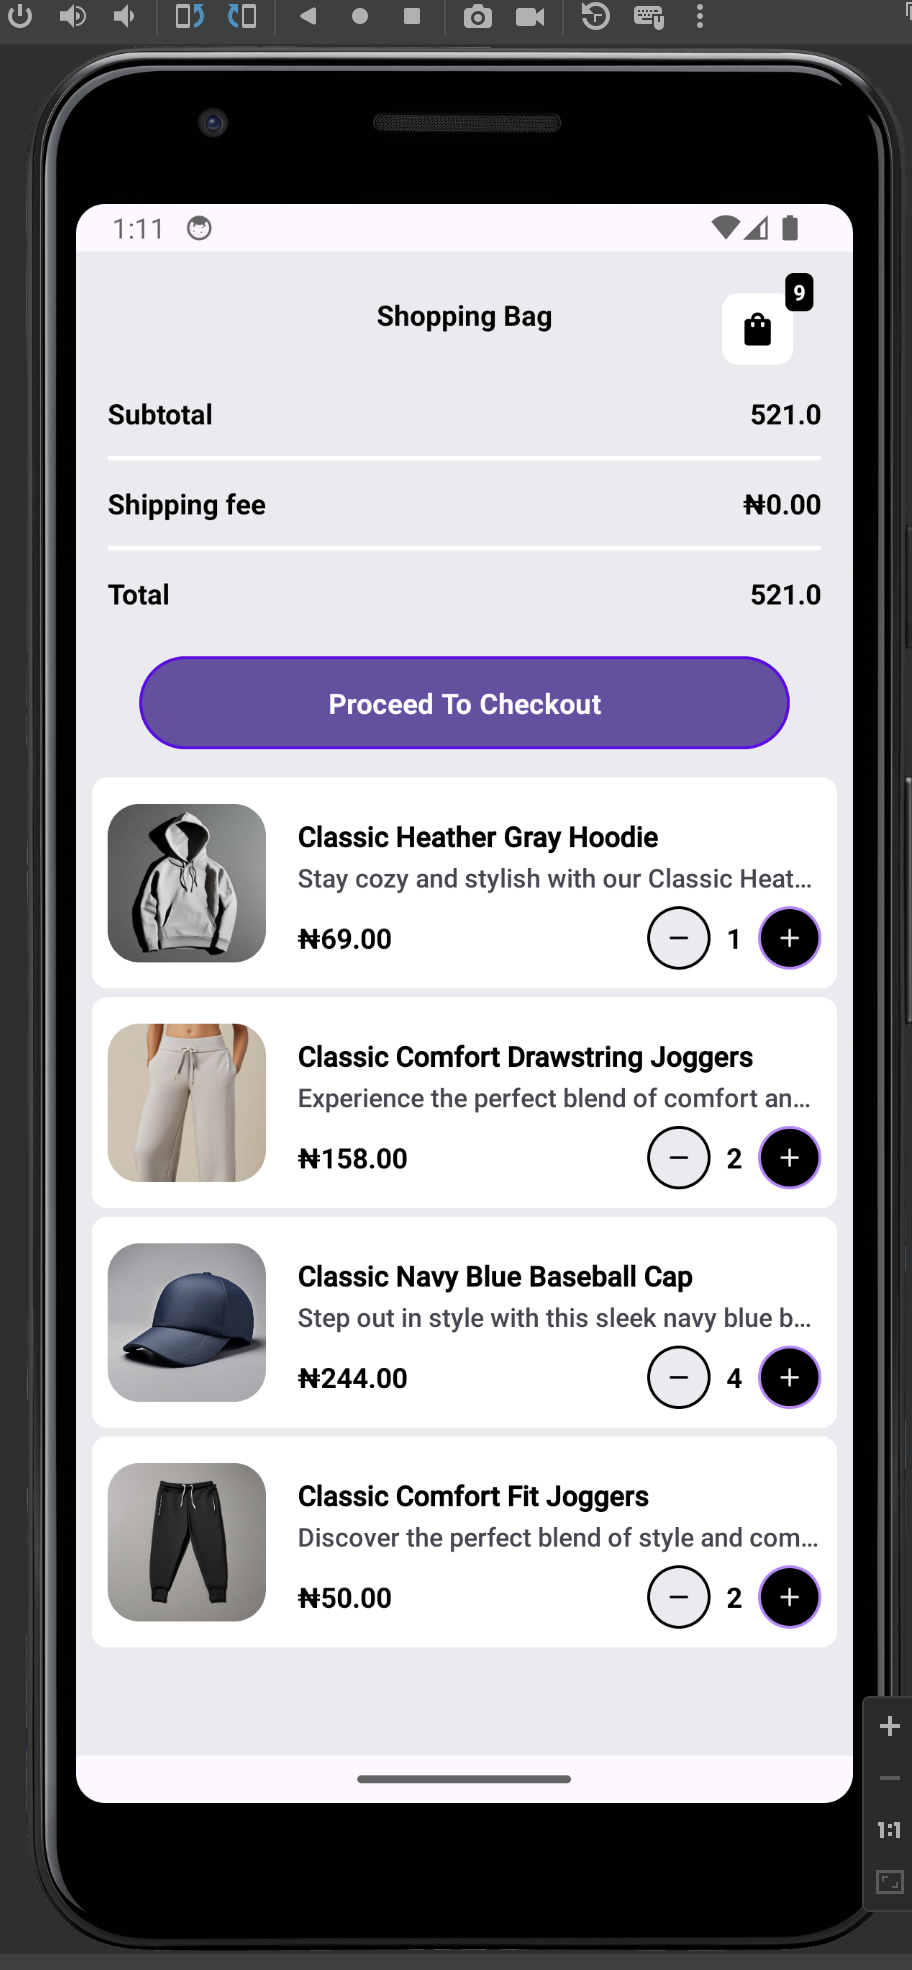 1:11
9
Shopping Bag
Subtotal 521.0
Shipping fee ₦0.00
Total 521.0
Proceed To Checkout
Classic Heather Gray Hoodie
Stay cozy and stylish with our Classic Heat...
₦69.00 − 1 +
Classic Comfort Drawstring Joggers
Experience the perfect blend of comfort an...
₦158.00 − 2 +
Classic Navy Blue Baseball Cap
Step out in style with this sleek navy blue b...
₦244.00 − 4 +
Classic Comfort Fit Joggers
Discover the perfect blend of style and com...
₦50.00 − 2 +
1:1